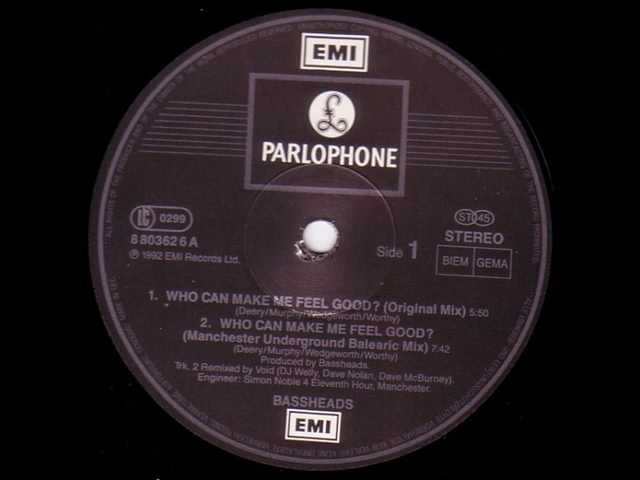 EMI
£
PARLOPHONE
LC 0299
8 80362 6 A
℗ 1992 EMI Records Ltd.
Side 1
ST 45
STEREO
BIEM GEMA
1. WHO CAN MAKE ME FEEL GOOD? (Original Mix) 5:50
(Deery/Murphy/Wedgeworth/Worthy)
2. WHO CAN MAKE ME FEEL GOOD?
(Manchester Underground Balearic Mix) 7:42
(Deery/Murphy/Wedgeworth/Worthy)
Produced by Bassheads.
Trk. 2 Remixed by Void (DJ Welly, Dave Nolan, Dave McBurney).
Engineer: Simon Noble 4 Eleventh Hour, Manchester.
BASSHEADS
EMI